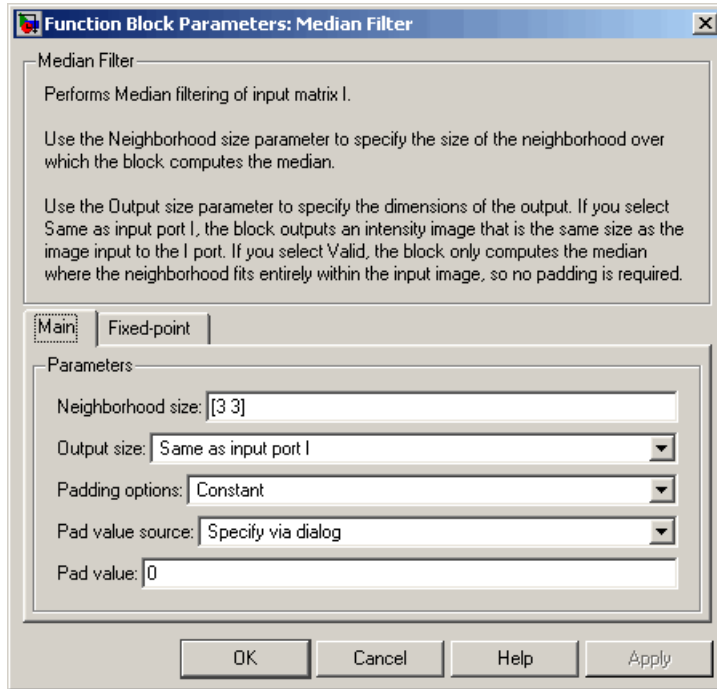 Function Block Parameters: Median Filter
Median Filter
Performs Median filtering of input matrix I.
Use the Neighborhood size parameter to specify the size of the neighborhood over
which the block computes the median.
Use the Output size parameter to specify the dimensions of the output. If you select
Same as input port I, the block outputs an intensity image that is the same size as the
image input to the I port. If you select Valid, the block only computes the median
where the neighborhood fits entirely within the input image, so no padding is required.
Main Fixed-point
Parameters
Neighborhood size: [3 3]
Output size: Same as input port I
Padding options: Constant
Pad value source: Specify via dialog
Pad value: 0
OK Cancel Help Apply